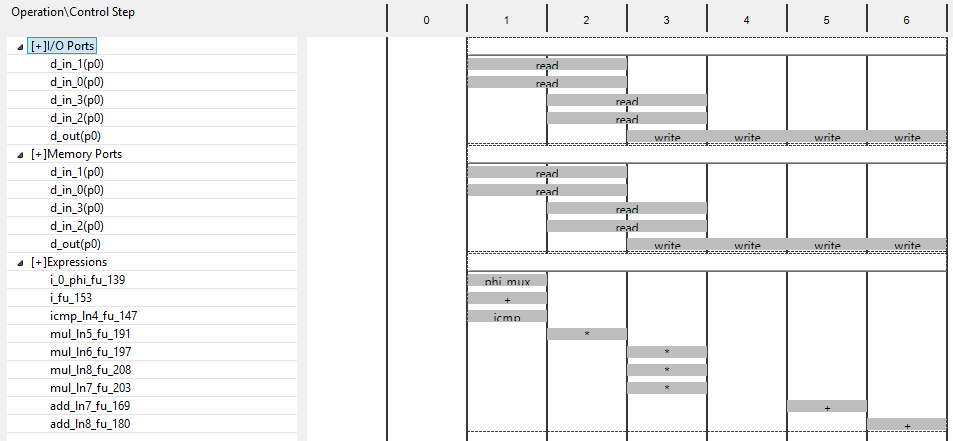 Operation\Control Step 0 1 2 3 4 5 6
[+]I/O Ports
d_in_1(p0) read
d_in_0(p0) read
d_in_3(p0) read
d_in_2(p0) read
d_out(p0) write write write write
[+]Memory Ports
d_in_1(p0) read
d_in_0(p0) read
d_in_3(p0) read
d_in_2(p0) read
d_out(p0) write write write write
[+]Expressions
i_0_phi_fu_139 phi_mux
i_fu_153 +
icmp_ln4_fu_147 icmp
mul_ln5_fu_191 *
mul_ln6_fu_197 *
mul_ln8_fu_208 *
mul_ln7_fu_203 *
add_ln7_fu_169 +
add_ln8_fu_180 +